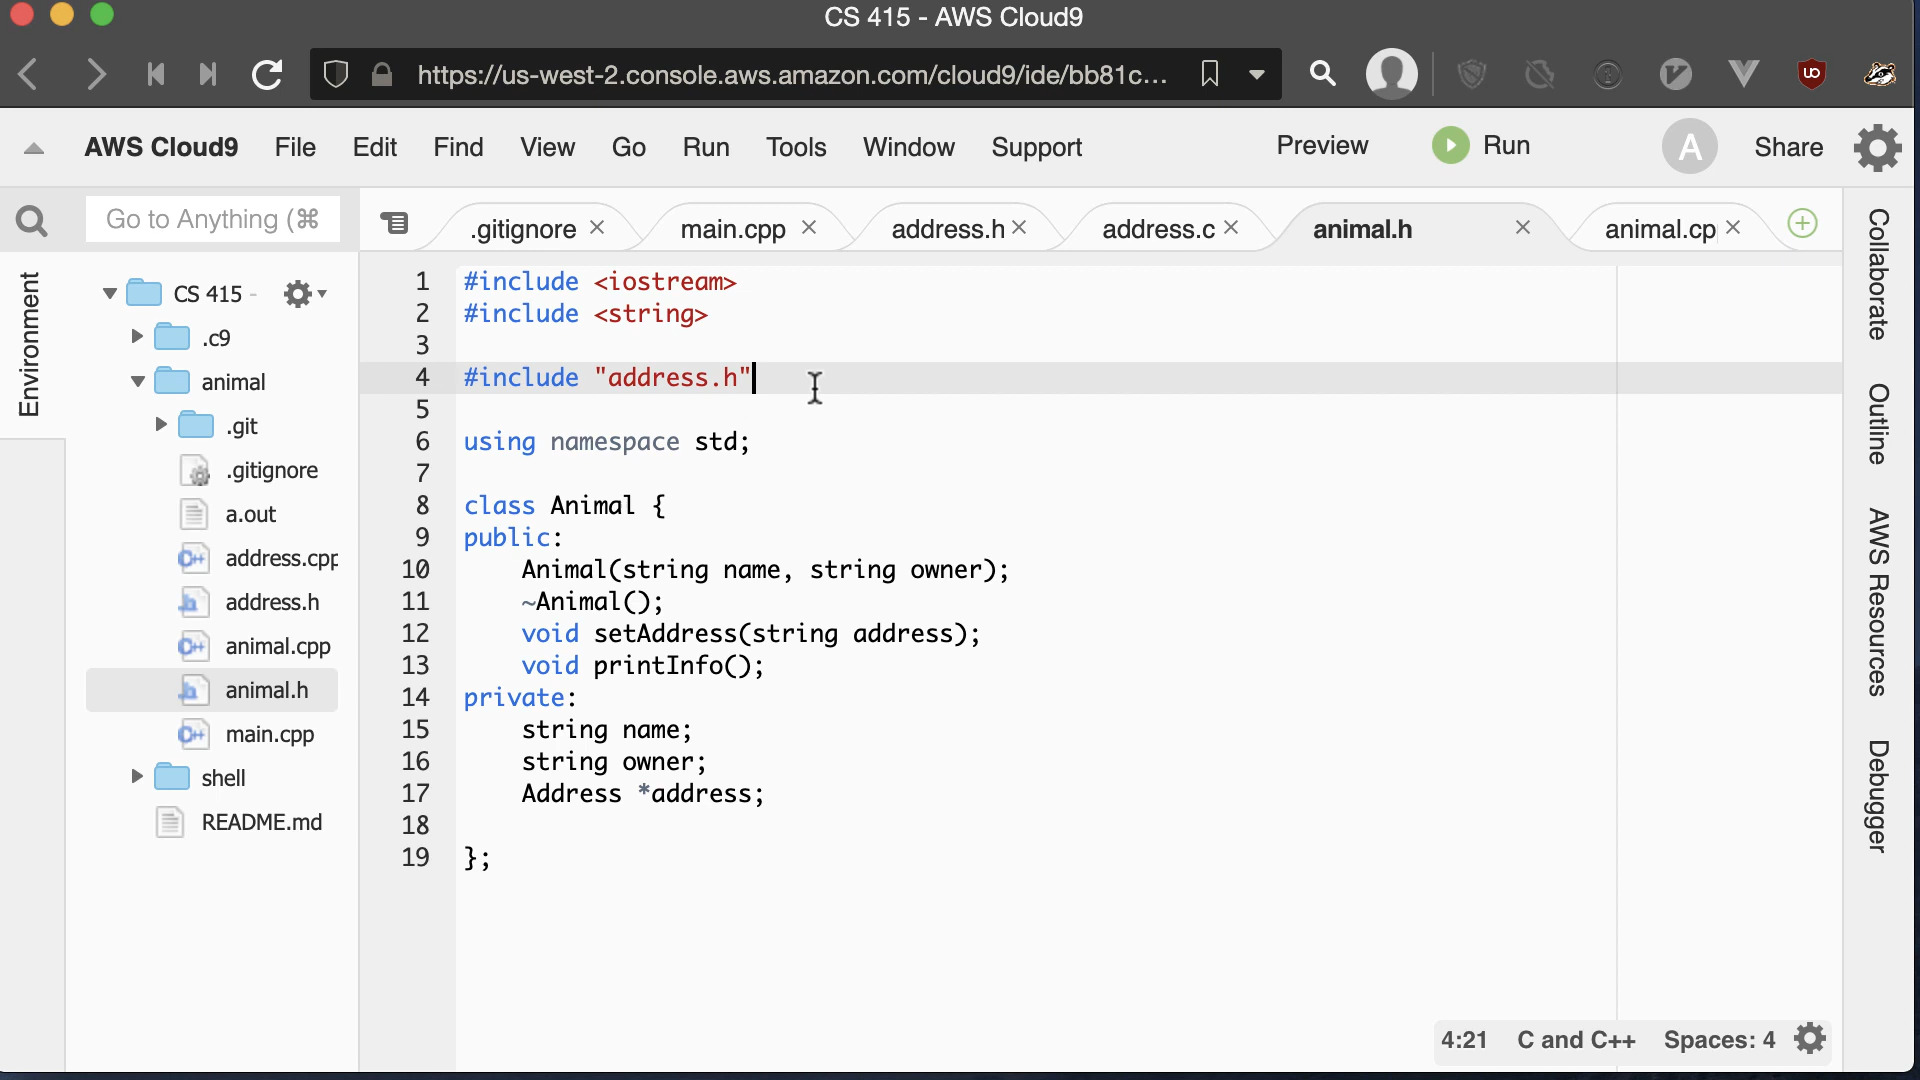 CS 415 - AWS Cloud9
https://us-west-2.console.aws.amazon.com/cloud9/ide/bb81c...
AWS Cloud9 File Edit Find View Go Run Tools Window Support Preview Run A Share
Go to Anything (⌘
.gitignore main.cpp address.h address.c animal.h animal.cp
Environment
CS 415 -
.c9
animal
.git
.gitignore
a.out
address.cpp
address.h
animal.cpp
animal.h
main.cpp
shell
README.md
1 #include <iostream>
2 #include <string>
3
4 #include "address.h"
5
6 using namespace std;
7
8 class Animal {
9 public:
10 Animal(string name, string owner);
11 ~Animal();
12 void setAddress(string address);
13 void printInfo();
14 private:
15 string name;
16 string owner;
17 Address *address;
18
19 };
Collaborate
Outline
AWS Resources
Debugger
4:21 C and C++ Spaces: 4